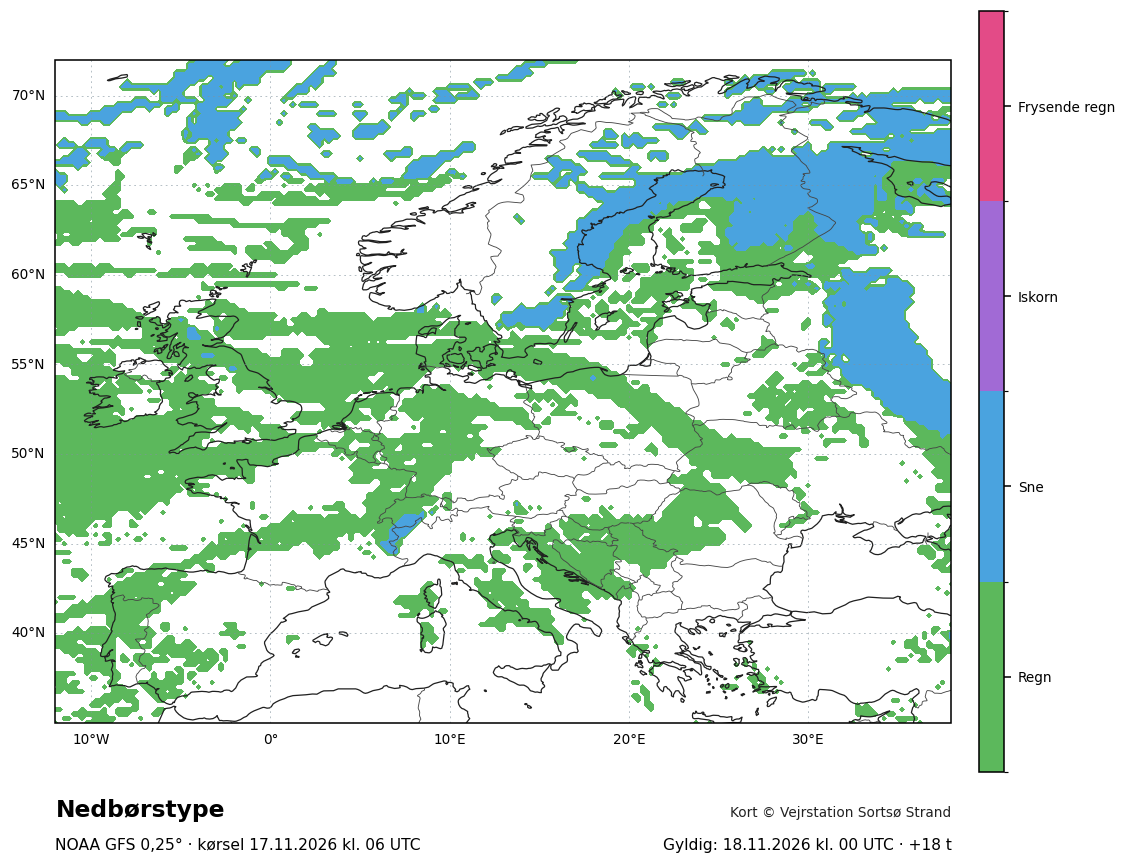 70°N
65°N
60°N
55°N
50°N
45°N
40°N
10°W
0°
10°E
20°E
30°E
Frysende regn
Iskorn
Sne
Regn
Nedbørstype
Kort © Vejrstation Sortsø Strand
NOAA GFS 0,25° · kørsel 17.11.2026 kl. 06 UTC
Gyldig: 18.11.2026 kl. 00 UTC · +18 t